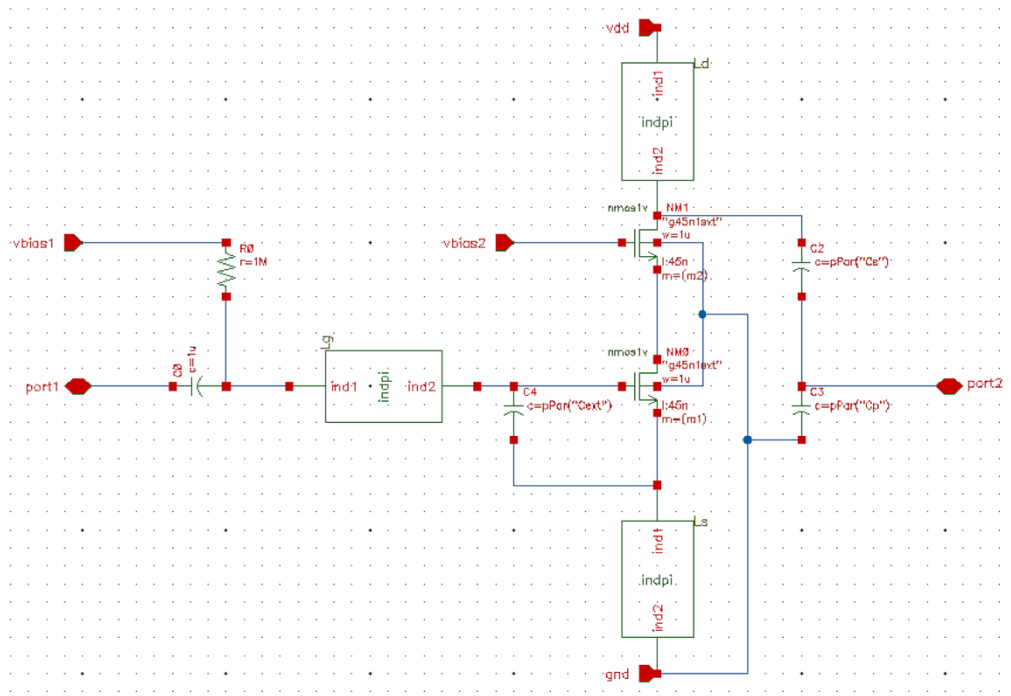 vdd
Ld
ind1
indpi
ind2
nmos1v
NM1
"g45n1svt"
vbias1
vbias2
w=1u
R0
r=1M
l:45n
m=(m2)
C2
c=pPar("Cs")
Lg
nmos1v
NM0
"g45n1svt"
C0
c=1u
port1
ind1
indpi
ind2
w=1u
port2
C4
c=pPar("Cext")
l:45n
m=(m1)
C3
c=pPar("Cp")
Ls
ind1
indpi
ind2
gnd